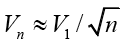 Vₙ ≈ V₁ / √n